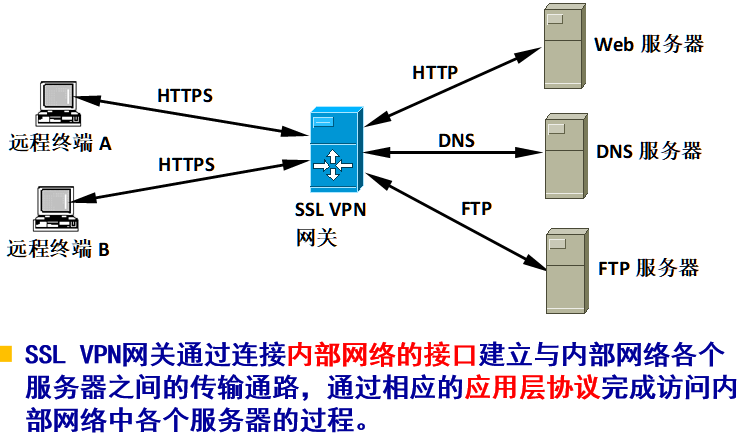 Web 服务器
HTTP
HTTPS
远程终端 A
DNS
DNS 服务器
HTTPS
SSL VPN
网关
FTP
远程终端 B
FTP 服务器
SSL VPN网关通过连接内部网络的接口建立与内部网络各个
服务器之间的传输通路，通过相应的应用层协议完成访问内
部网络中各个服务器的过程。